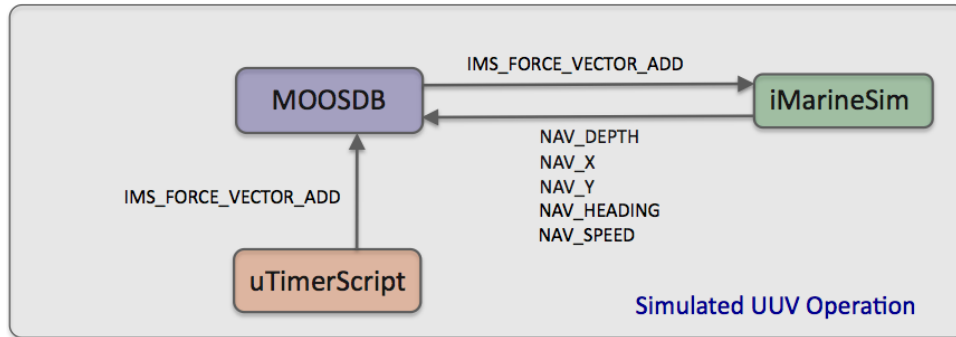 IMS_FORCE_VECTOR_ADD
MOOSDB
iMarineSim
NAV_DEPTH
NAV_X
NAV_Y
NAV_HEADING
NAV_SPEED
IMS_FORCE_VECTOR_ADD
uTimerScript
Simulated UUV Operation